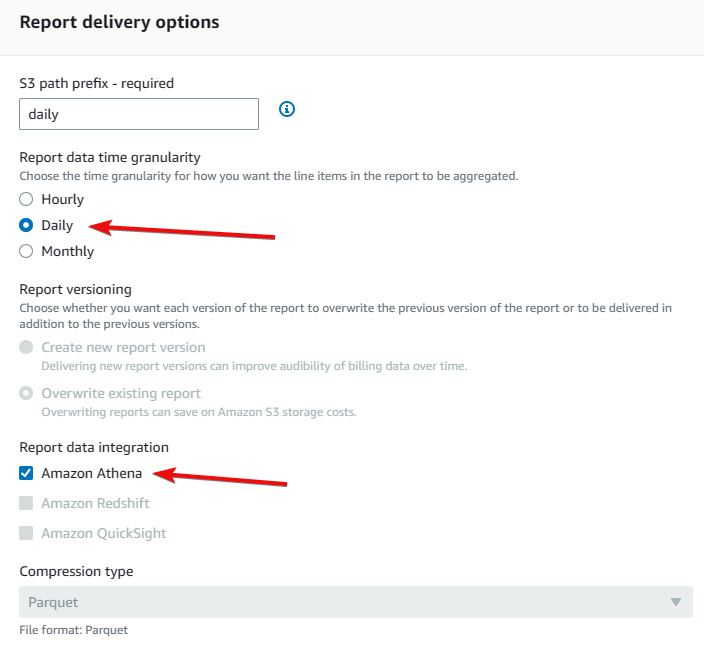 Report delivery options
S3 path prefix - required
daily
Report data time granularity
Choose the time granularity for how you want the line items in the report to be aggregated.
Hourly
Daily
Monthly
Report versioning
Choose whether you want each version of the report to overwrite the previous version of the report or to be delivered in
addition to the previous versions.
Create new report version
Delivering new report versions can improve audibility of billing data over time.
Overwrite existing report
Overwriting reports can save on Amazon S3 storage costs.
Report data integration
Amazon Athena
Amazon Redshift
Amazon QuickSight
Compression type
Parquet
File format: Parquet